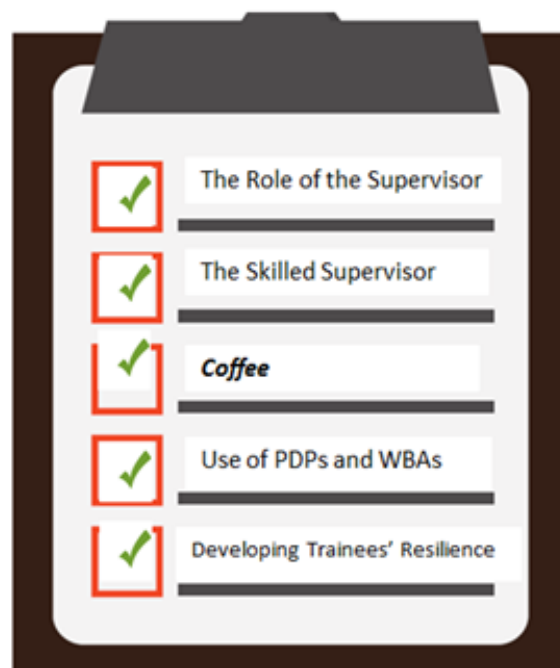 The Role of the Supervisor
The Skilled Supervisor
Coffee
Use of PDPs and WBAs
Developing Trainees’ Resilience